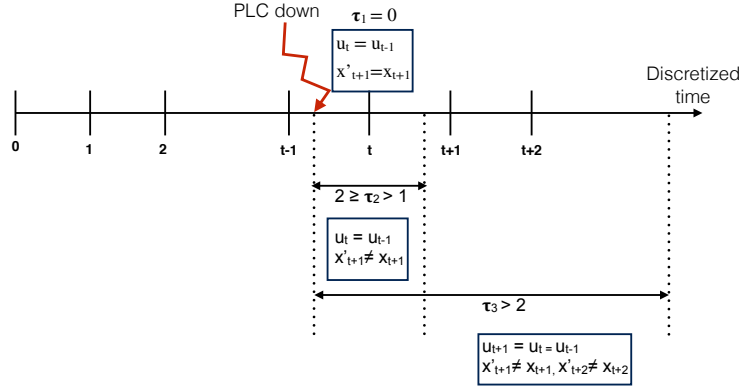 PLC down
τ₁ = 0
uₜ = uₜ₋₁
x'ₜ₊₁=xₜ₊₁
Discretized
time
0 1 2 t-1 t t+1 t+2
2 ≥ τ₂ > 1
uₜ = uₜ₋₁
x'ₜ₊₁≠ xₜ₊₁
τ₃ > 2
uₜ₊₁ = uₜ = uₜ₋₁
x'ₜ₊₁≠ xₜ₊₁, x'ₜ₊₂≠ xₜ₊₂